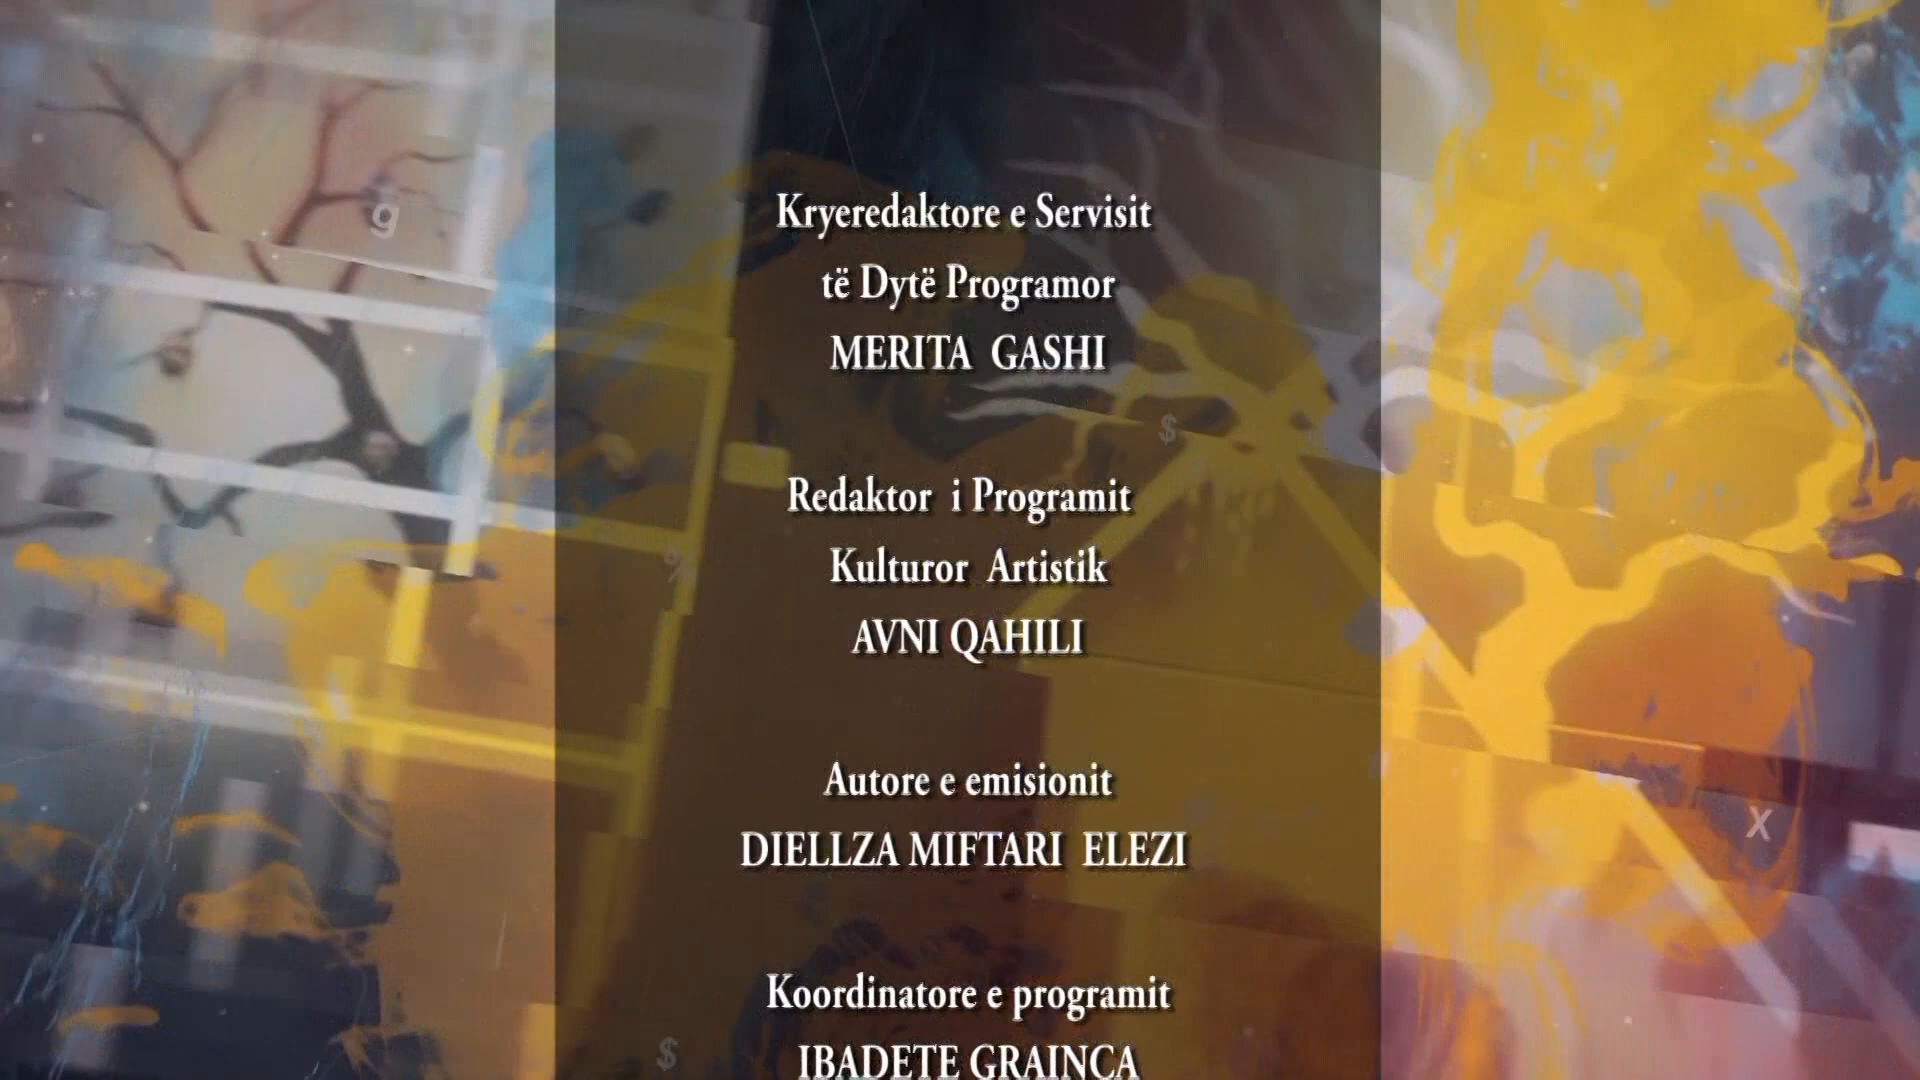 Kryeredaktore e Servisit
të Dytë Programor
MERITA GASHI
Redaktor i Programit
Kulturor Artistik
AVNI QAHILI
Autore e emisionit
DIELLZA MIFTARI ELEZI
Koordinatore e programit
IBADETE GRAINCA
g
$
%
X
$